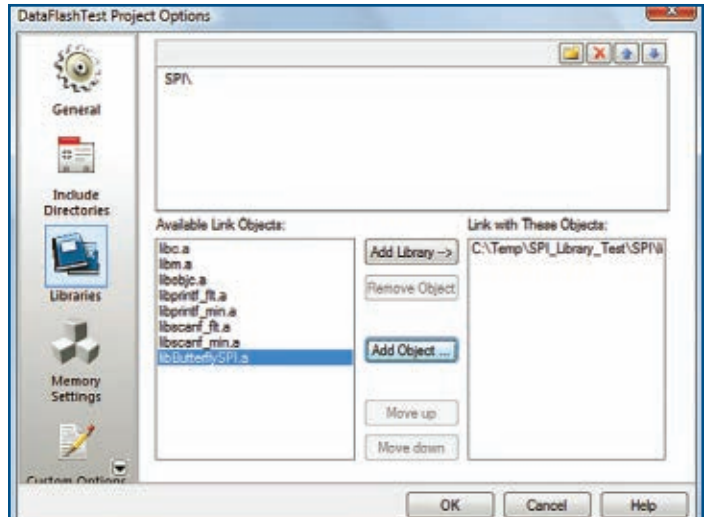 DataFlashTest Project Options
General
Include
Directories
Libraries
Memory
Settings
Custom Options
SPI\
Available Link Objects:
libc.a
libm.a
libobjc.a
libprintf_flt.a
libprintf_min.a
libscanf_flt.a
libscanf_min.a
libButterflySPI.a
Add Library -->
Remove Object
Add Object ...
Move up
Move down
Link with These Objects:
C:\Temp\SPI_Library_Test\SPI\li
OK
Cancel
Help